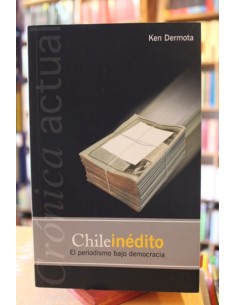 Ken Dermota
Crónica actual
Chileinédito
El periodismo bajo democracia